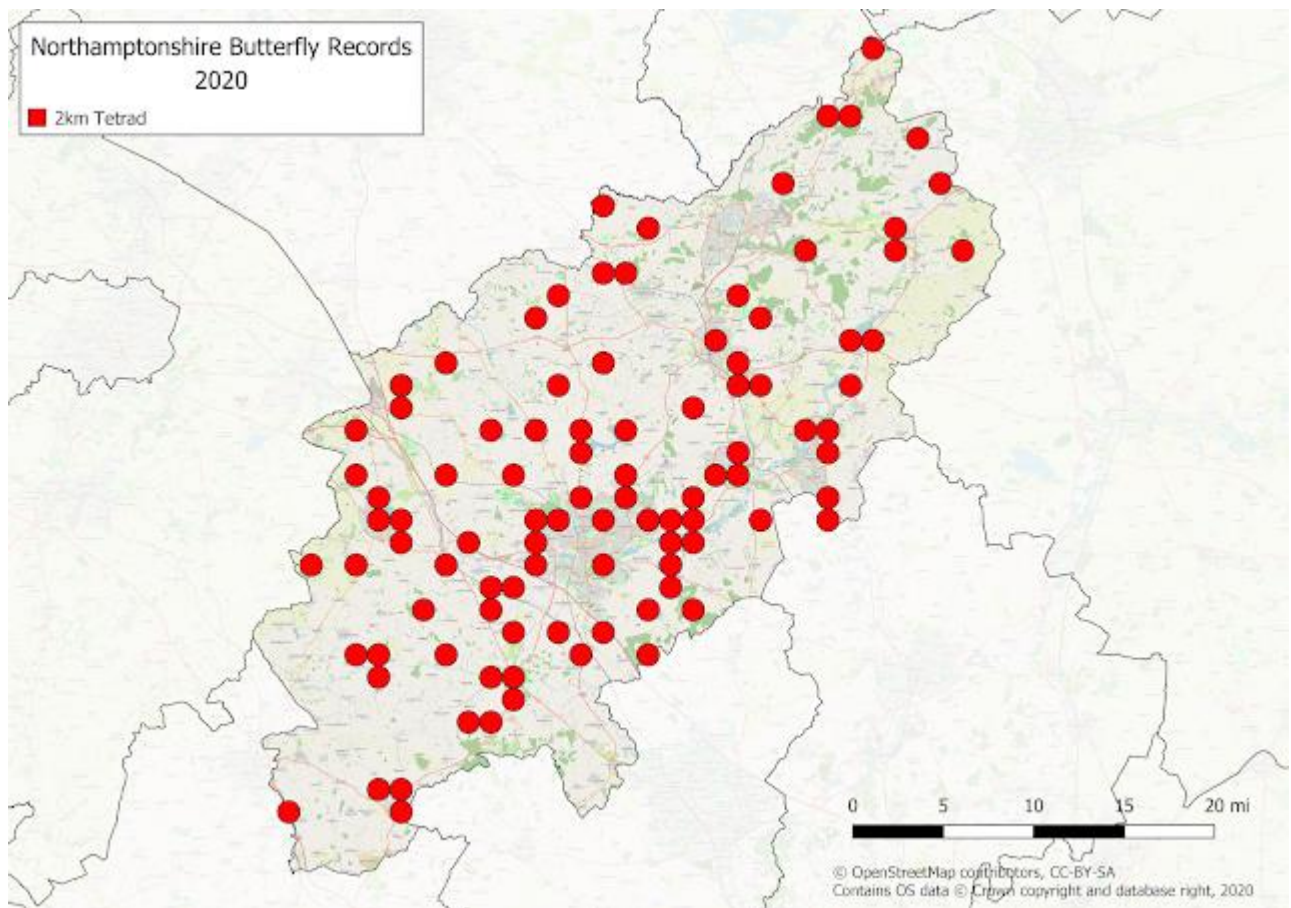 Northamptonshire Butterfly Records
2020
2km Tetrad
0 5 10 15 20 mi
© OpenStreetMap contributors, CC-BY-SA
Contains OS data © Crown copyright and database right, 2020